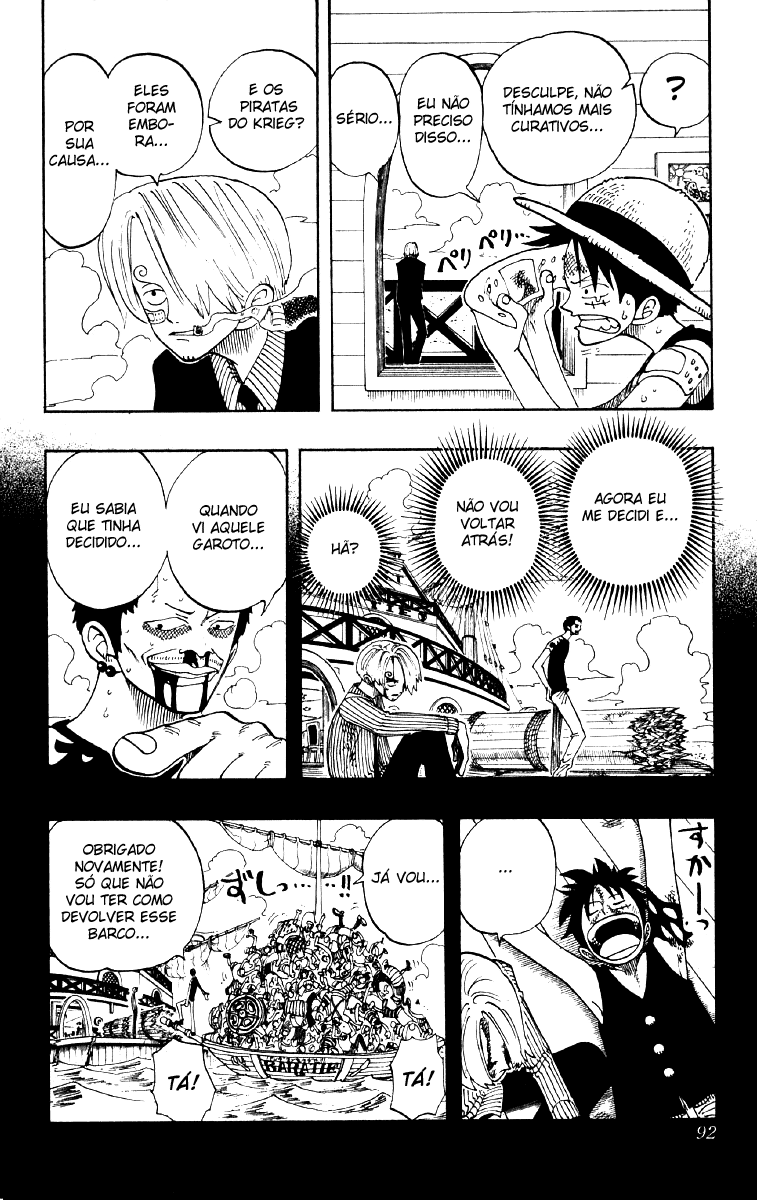 ?
DESCULPE, NÃO
TÍNHAMOS MAIS
CURATIVOS...
EU NÃO
PRECISO
DISSO...
SÉRIO...
ペリ
ペリ...
E OS
PIRATAS
DO KRIEG?
ELES
FORAM
EMBO-
RA...
POR
SUA
CAUSA...
AGORA EU
ME DECIDI E...
NÃO VOU
VOLTAR
ATRÁS!
HÃ?
QUANDO
VI AQUELE
GAROTO...
EU SABIA
QUE TINHA
DECIDIDO...
すかーっ
...
JÁ VOU...
ずしっ......!!
OBRIGADO
NOVAMENTE!
SÓ QUE NÃO
VOU TER COMO
DEVOLVER ESSE
BARCO...
BARATIE
TÁ!
TÁ!
92